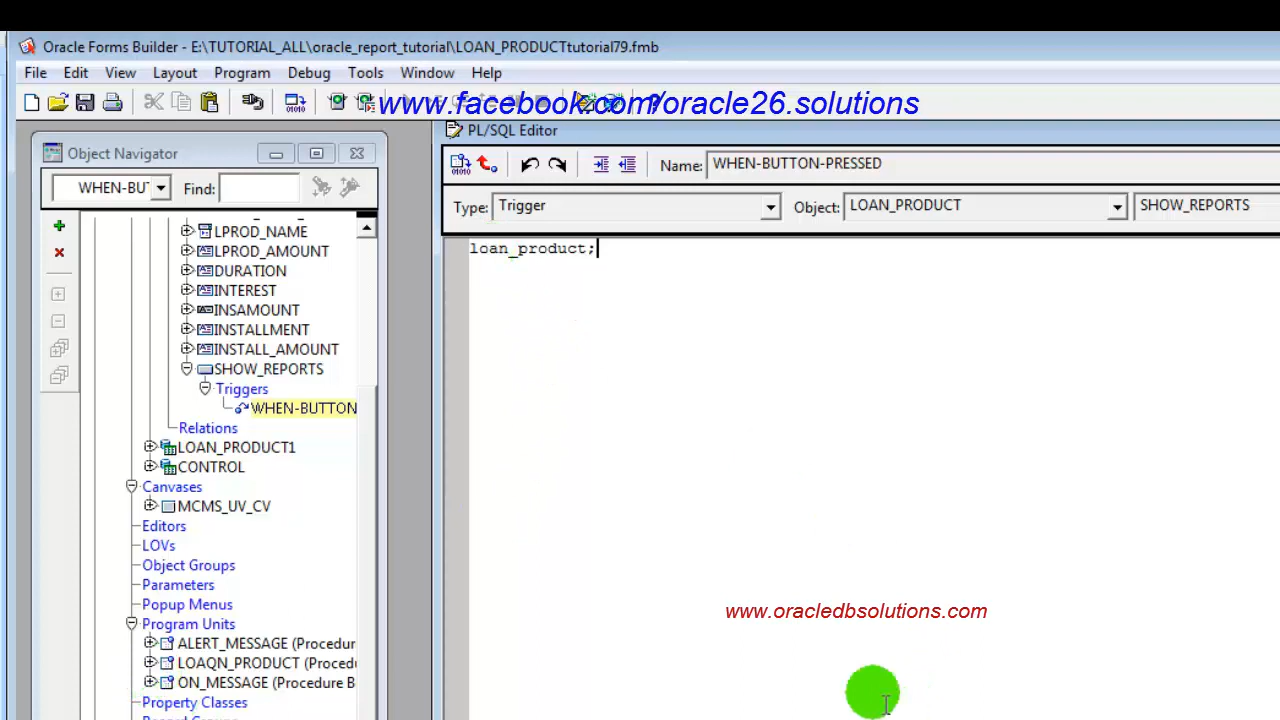 Oracle Forms Builder - E:\TUTORIAL_ALL\oracle_report_tutorial\LOAN_PRODUCTtutorial79.fmb
File Edit View Layout Program Debug Tools Window Help
www.facebook.com/oracle26.solutions
Object Navigator
WHEN-BUT Find:
LPROD_NAME
LPROD_AMOUNT
DURATION
INTEREST
INSAMOUNT
INSTALLMENT
INSTALL_AMOUNT
SHOW_REPORTS
Triggers
WHEN-BUTTON
Relations
LOAN_PRODUCT1
CONTROL
Canvases
MCMS_UV_CV
Editors
LOVs
Object Groups
Parameters
Popup Menus
Program Units
ALERT_MESSAGE (Procedur
LOAQN_PRODUCT (Proced
ON_MESSAGE (Procedure B
Property Classes
PL/SQL Editor
Name: WHEN-BUTTON-PRESSED
Type: Trigger Object: LOAN_PRODUCT SHOW_REPORTS
loan_product;
www.oracledbsolutions.com